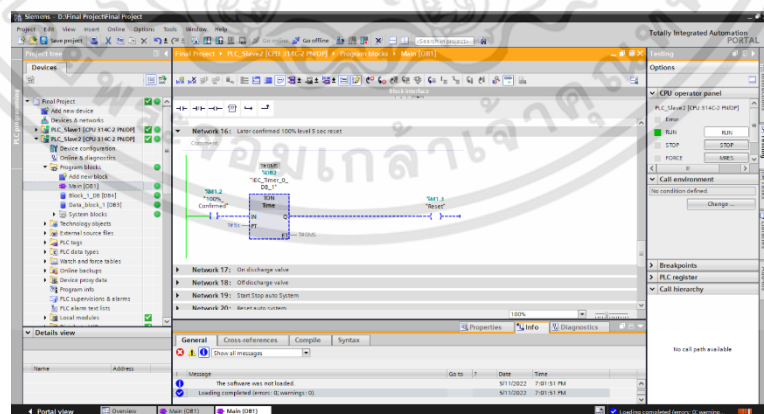 Siemens - D:\Final Project\Final Project
Project Edit View Insert Online Options Tools Window Help
Totally Integrated Automation
PORTAL
Save project
Go online
Go offline
Project tree
Final Project ▸ PLC_Slave2 [CPU 314C-2 PN/DP] ▸ Program blocks ▸ Main [OB1]
Testing
Devices
Options
Block interface
CPU operator panel
PLC_Slave2 [CPU 314C-2 PN/DP]
Error
RUN RUN
STOP STOP
FORCE MRES
Call environment
No condition defined.
Change ...
Breakpoints
PLC register
Call hierarchy
No call path available
Final Project
Add new device
Devices & networks
PLC_Slave1 [CPU 314C-2 PN/DP]
PLC_Slave2 [CPU 314C-2 PN/DP]
Device configuration
Online & diagnostics
Program blocks
Add new block
Main [OB1]
Block_1_DB [DB4]
Data_block_1 [DB3]
System blocks
Technology objects
External source files
PLC tags
PLC data types
Watch and force tables
Online backups
Device proxy data
Program info
PLC supervisions & alarms
PLC alarm text lists
Local modules
Details view
Name Address
Network 16: Later confirmed 100% level 5 sec reset
Comment
T#0MS
%DB2
"IEC_Timer_0_
DB_1"
%M1.2
"100%_
Confirmed"
TON
Time
IN Q
T#5s PT
ET T#0MS
%M1.3
"Reset"
Network 17: On discharge valve
Network 18: Off discharge valve
Network 19: Start Stop auto System
Network 20: Reset auto system
100%
Properties Info Diagnostics
General Cross-references Compile Syntax
Show all messages
! Message Go to ? Date Time
The software was not loaded. 5/11/2022 7:01:51 PM
Loading completed (errors: 0; warnings: 0). 5/11/2022 7:01:51 PM
Portal view Overview Main (OB1) Main (OB1)
Loading completed (errors: 0; warning...